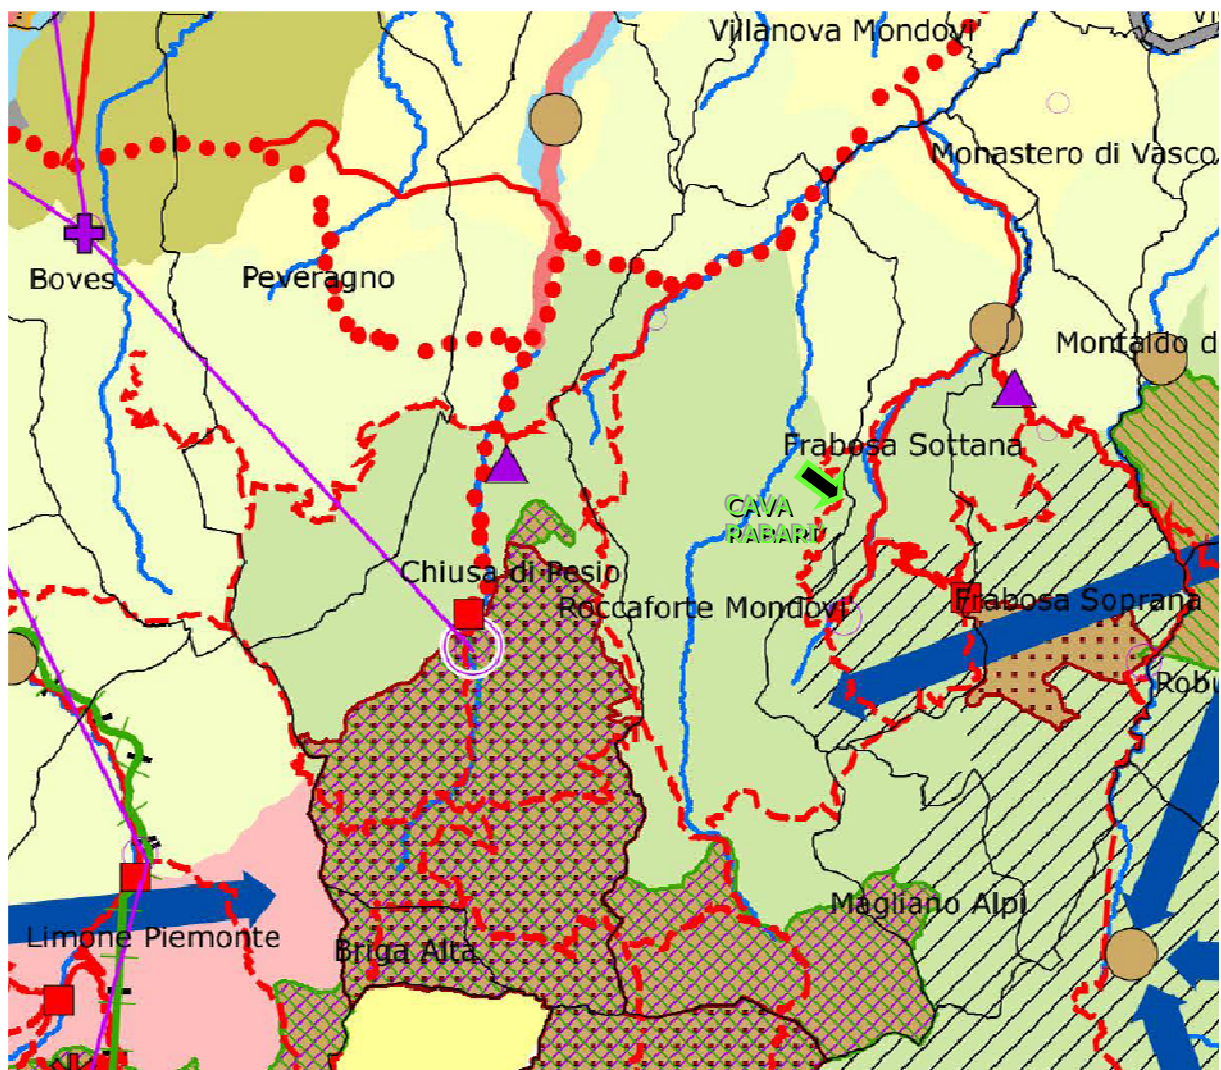 Villanova Mondovi'
Monastero di Vasco
Boves
Peveragno
Montaldo d
Frabosa Sottana
CAVA
RABARI'
Chiusa di Pesio
Roccaforte Mondovi'
Frabosa Soprana
Robu
Magliano Alpi
Limone Piemonte
Briga Alta